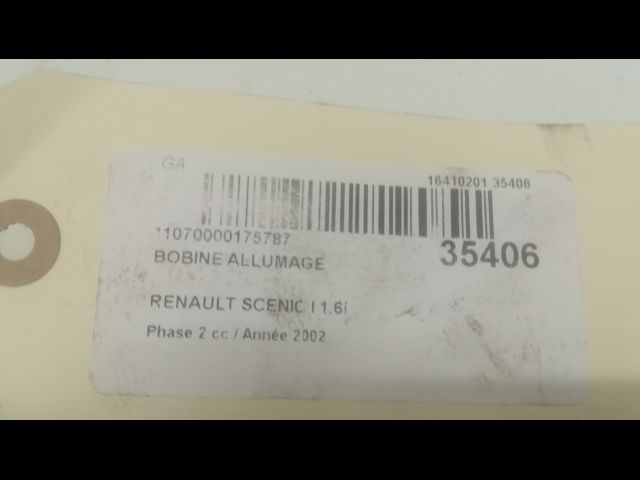 GA
16410201 35406
11070000175787
35406
BOBINE ALLUMAGE
RENAULT SCENIC I 1.6i
Phase 2 cc / Année 2002